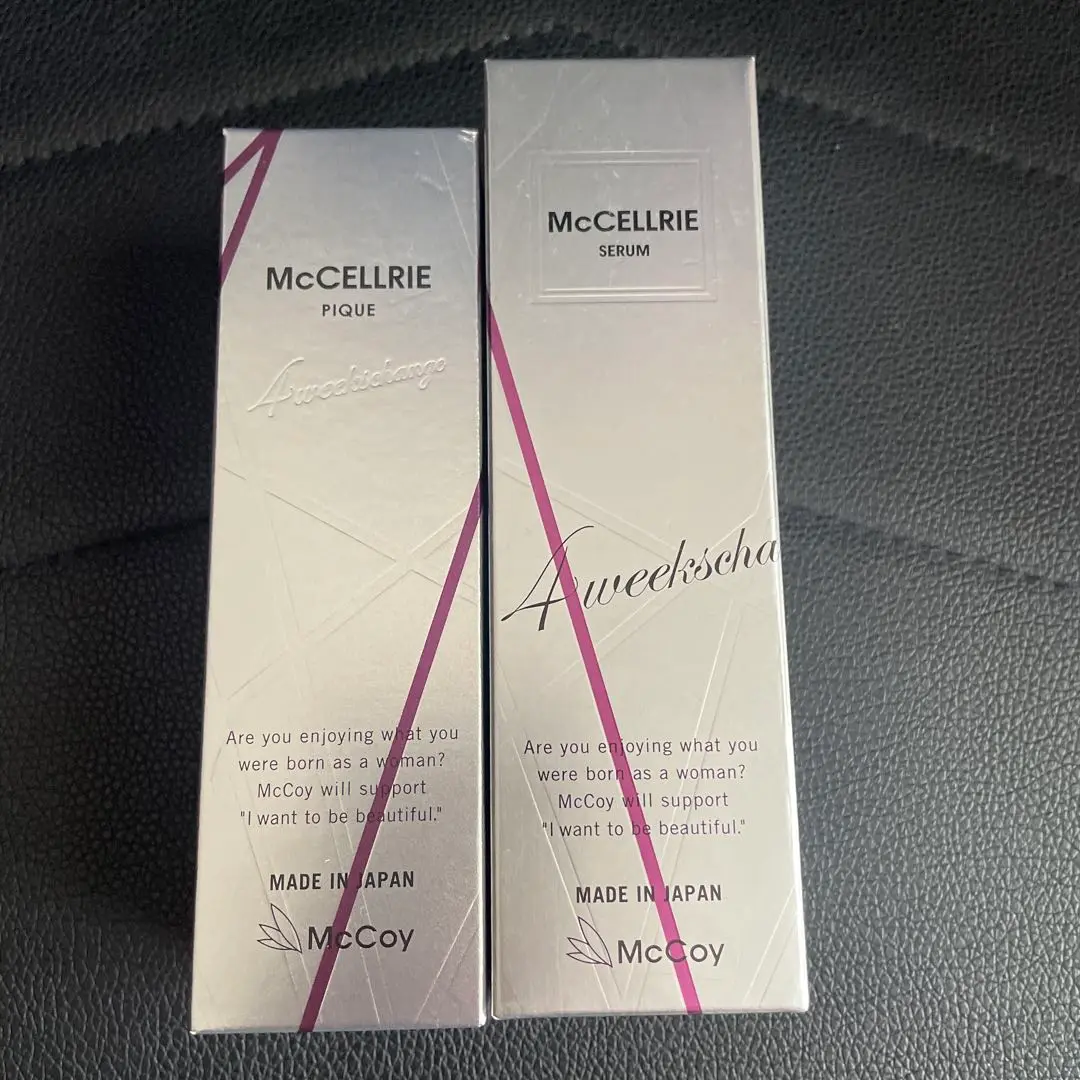 McCELLRIE
PIQUE
4weekschange
Are you enjoying what you
were born as a woman?
McCoy will support
"I want to be beautiful."
MADE IN JAPAN
McCoy
McCELLRIE
SERUM
4weekscha
Are you enjoying what you
were born as a woman?
McCoy will support
"I want to be beautiful."
MADE IN JAPAN
McCoy